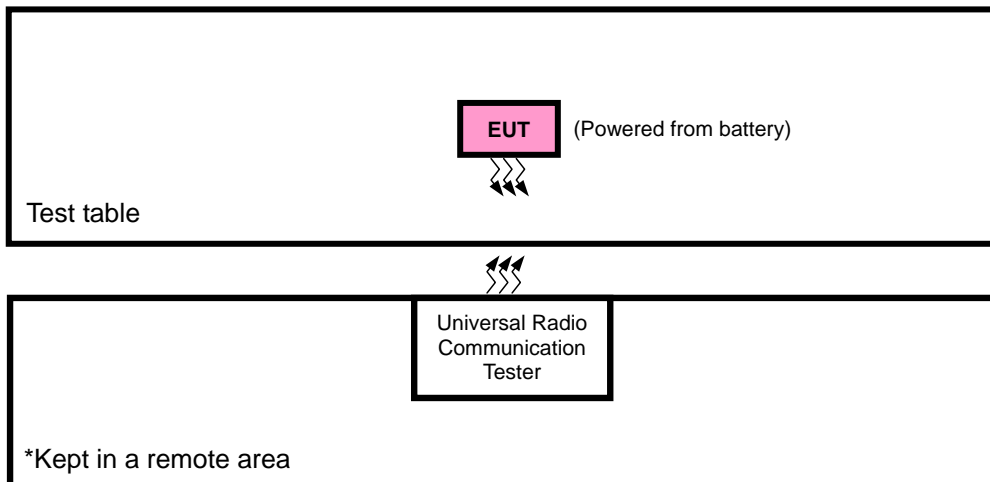 EUT
(Powered from battery)
Test table
Universal Radio
Communication
Tester
*Kept in a remote area